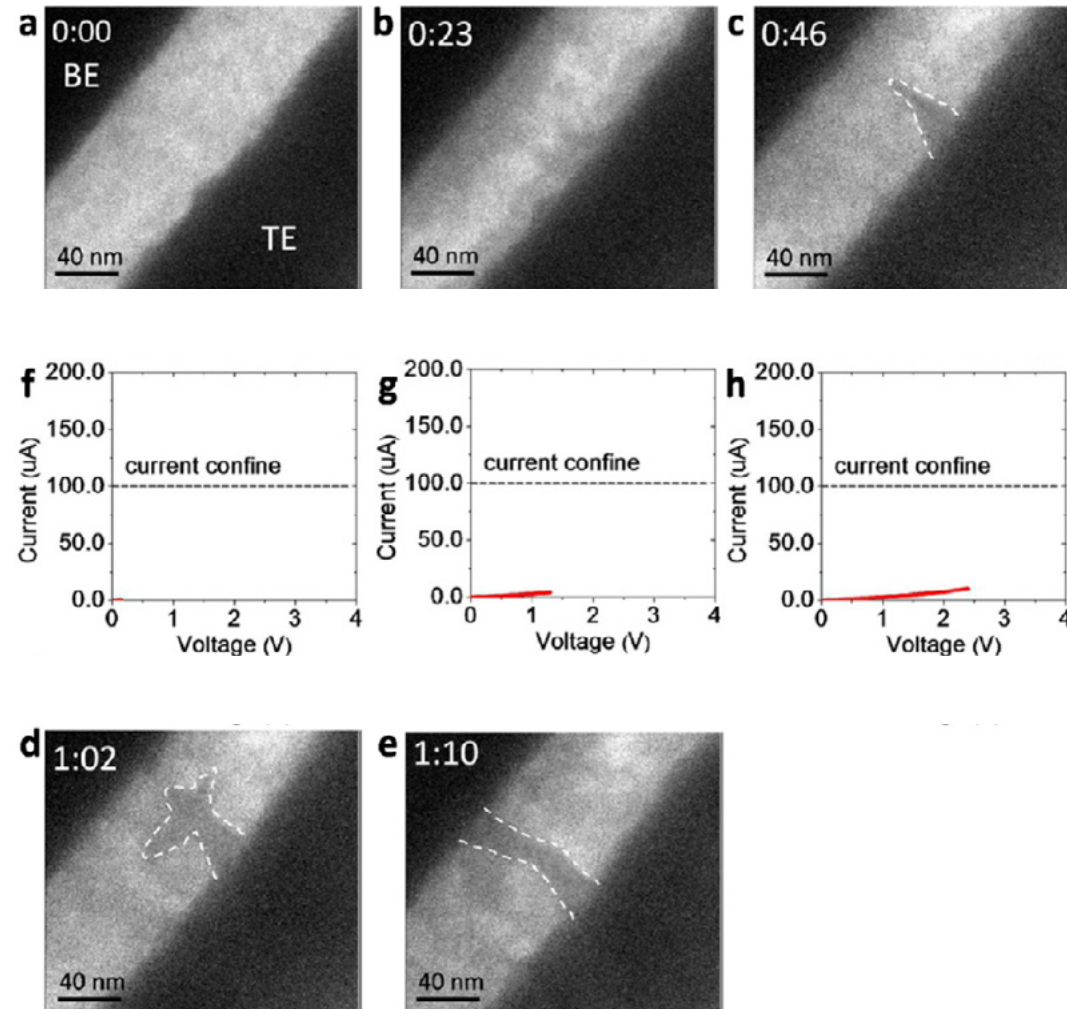 a
0:00
BE
TE
40 nm
b
0:23
40 nm
c
0:46
40 nm
f
200.0
150.0
100.0
50.0
0.0
current confine
Current (uA)
0 1 2 3 4
Voltage (V)
g
200.0
150.0
100.0
50.0
0.0
current confine
Current (uA)
0 1 2 3 4
Voltage (V)
h
200.0
150.0
100.0
50.0
0.0
current confine
Current (uA)
0 1 2 3 4
Voltage (V)
d
1:02
40 nm
e
1:10
40 nm